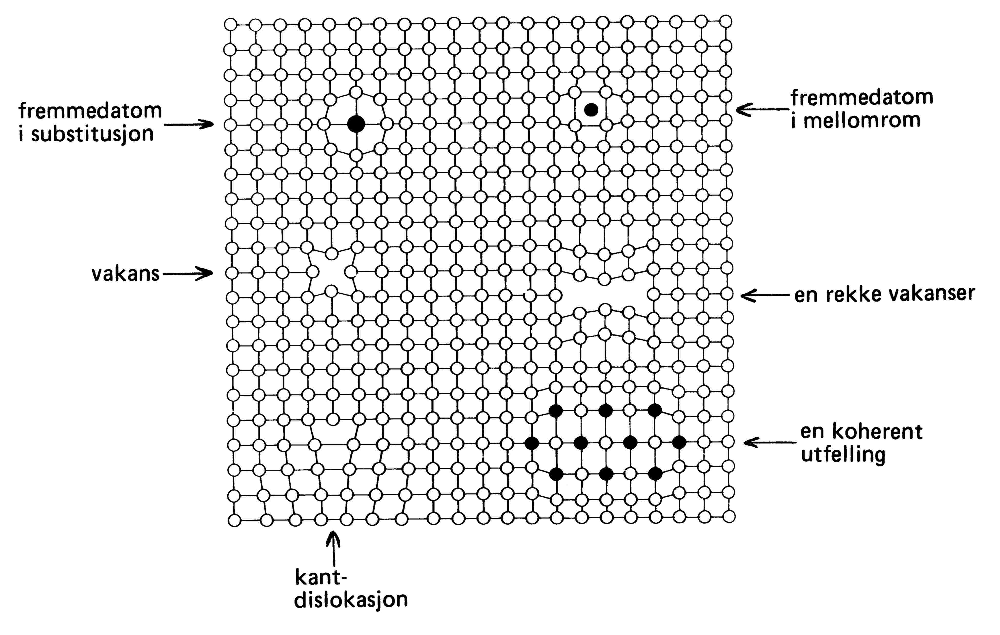 fremmedatom
i substitusjon
fremmedatom
i mellomrom
vakans
en rekke vakanser
en koherent
utfelling
kant-
dislokasjon